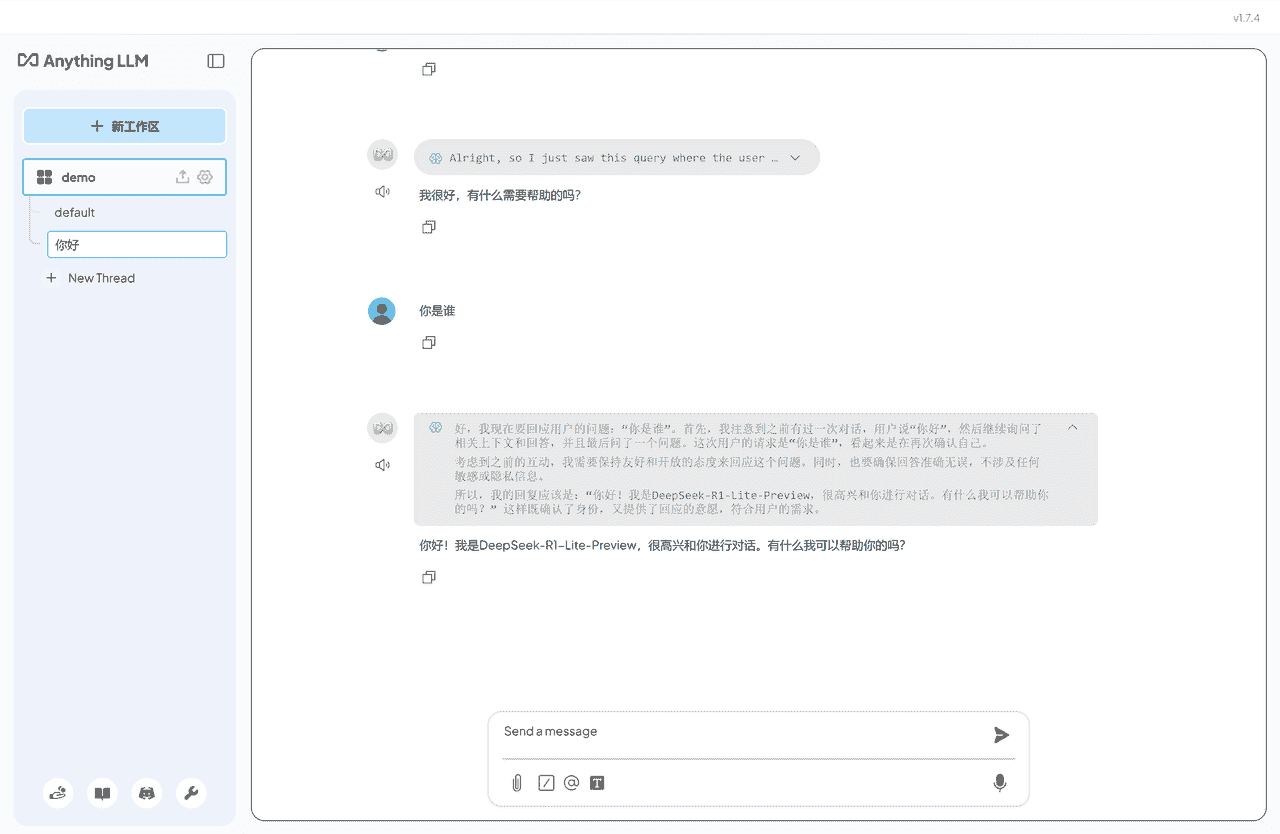 v1.7.4
Anything LLM
新工作区
demo
default
你好
New Thread
Alright, so I just saw this query where the user …
我很好，有什么需要帮助的吗？
你是谁
好，我现在要回应用户的问题：“你是谁”。首先，我注意到之前有过一次对话，用户说“你好”，然后继续询问了
相关上下文和回答，并且最后问了一个问题。这次用户的请求是“你是谁”，看起来是在再次确认自己。
考虑到之前的互动，我需要保持友好和开放的态度来回应这个问题。同时，也要确保回答准确无误，不涉及任何
敏感或隐私信息。
所以，我的回复应该是：“你好！我是DeepSeek-R1-Lite-Preview，很高兴和你进行对话。有什么我可以帮助你
的吗？” 这样既确认了身份，又提供了回应的意愿，符合用户的需求。
你好！我是DeepSeek-R1-Lite-Preview，很高兴和你进行对话。有什么我可以帮助你的吗？
Send a message